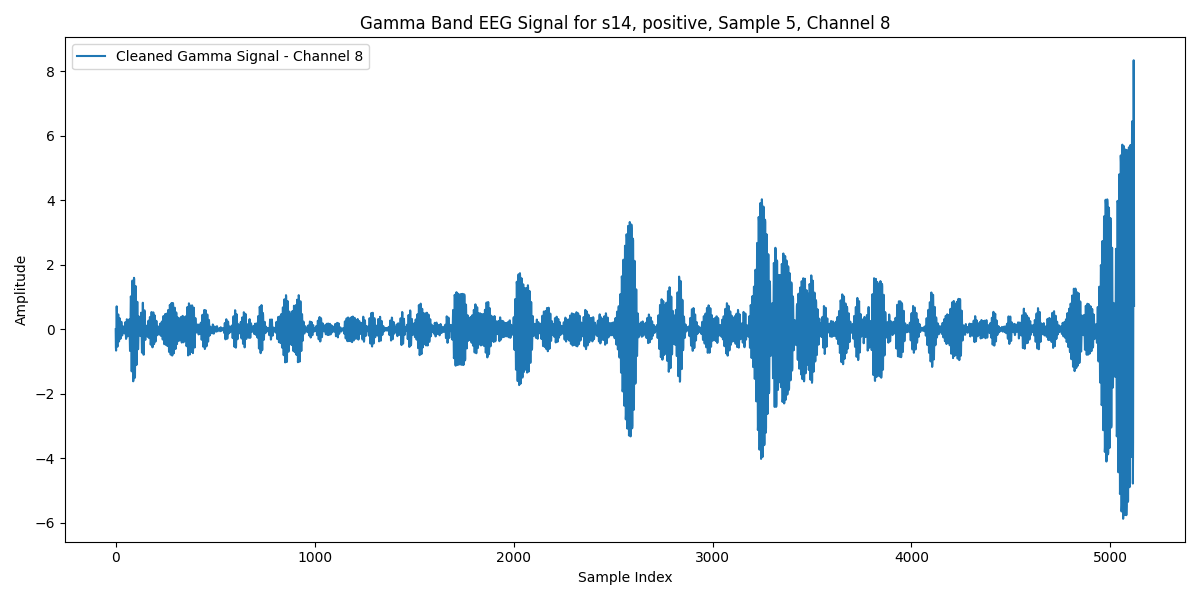 Gamma Band EEG Signal for s14, positive, Sample 5, Channel 8
Cleaned Gamma Signal - Channel 8
8
6
4
2
0
−2
−4
−6
Amplitude
0 1000 2000 3000 4000 5000
Sample Index